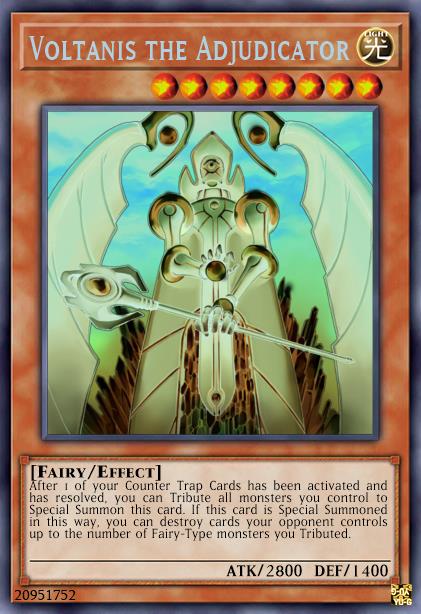 VOLTANIS THE ADJUDICATOR
LIGHT
光
[FAIRY/EFFECT]
After 1 of your Counter Trap Cards has been activated and
has resolved, you can Tribute all monsters you control to
Special Summon this card. If this card is Special Summoned
in this way, you can destroy cards your opponent controls
up to the number of Fairy-Type monsters you Tributed.
ATK/2800 DEF/1400
20951752